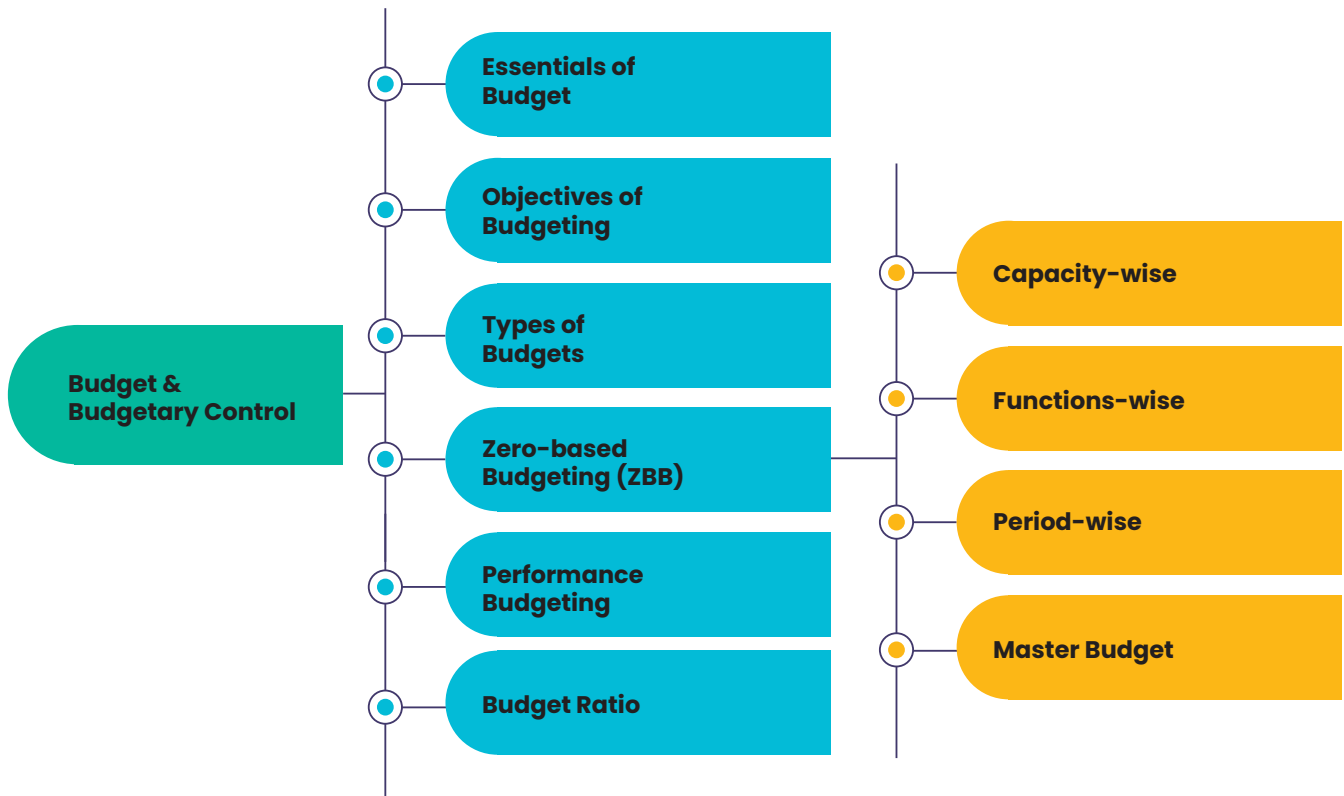 Budget &
Budgetary Control
Essentials of
Budget
Objectives of
Budgeting
Types of
Budgets
Zero-based
Budgeting (ZBB)
Performance
Budgeting
Budget Ratio
Capacity-wise
Functions-wise
Period-wise
Master Budget